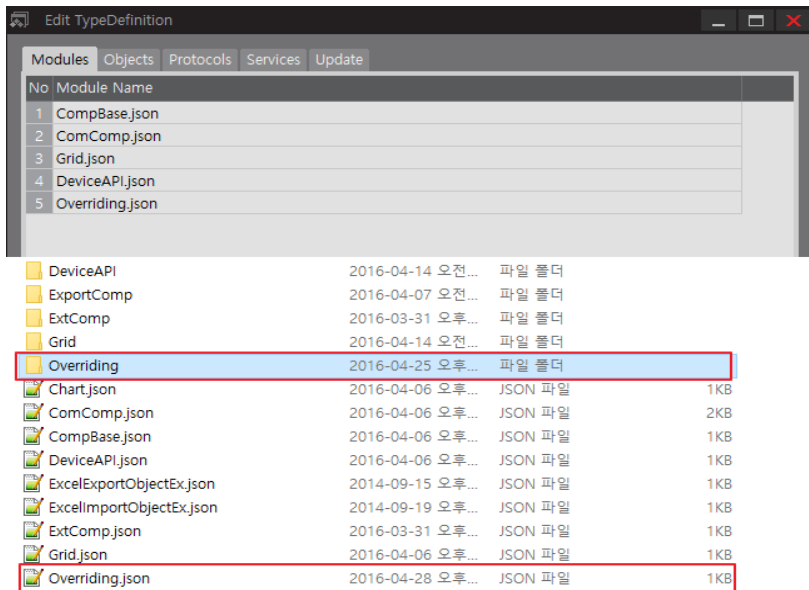 Edit TypeDefinition
Modules Objects Protocols Services Update
No Module Name
1 CompBase.json
2 ComComp.json
3 Grid.json
4 DeviceAPI.json
5 Overriding.json
DeviceAPI 2016-04-14 오전... 파일 폴더
ExportComp 2016-04-07 오전... 파일 폴더
ExtComp 2016-03-31 오후... 파일 폴더
Grid 2016-04-14 오전... 파일 폴더
Overriding 2016-04-25 오후... 파일 폴더
Chart.json 2016-04-06 오후... JSON 파일 1KB
ComComp.json 2016-04-06 오후... JSON 파일 2KB
CompBase.json 2016-04-06 오후... JSON 파일 1KB
DeviceAPI.json 2016-04-06 오후... JSON 파일 1KB
ExcelExportObjectEx.json 2014-09-15 오후... JSON 파일 1KB
ExcelImportObjectEx.json 2014-09-19 오후... JSON 파일 1KB
ExtComp.json 2016-03-31 오후... JSON 파일 1KB
Grid.json 2016-04-06 오후... JSON 파일 1KB
Overriding.json 2016-04-28 오후... JSON 파일 1KB